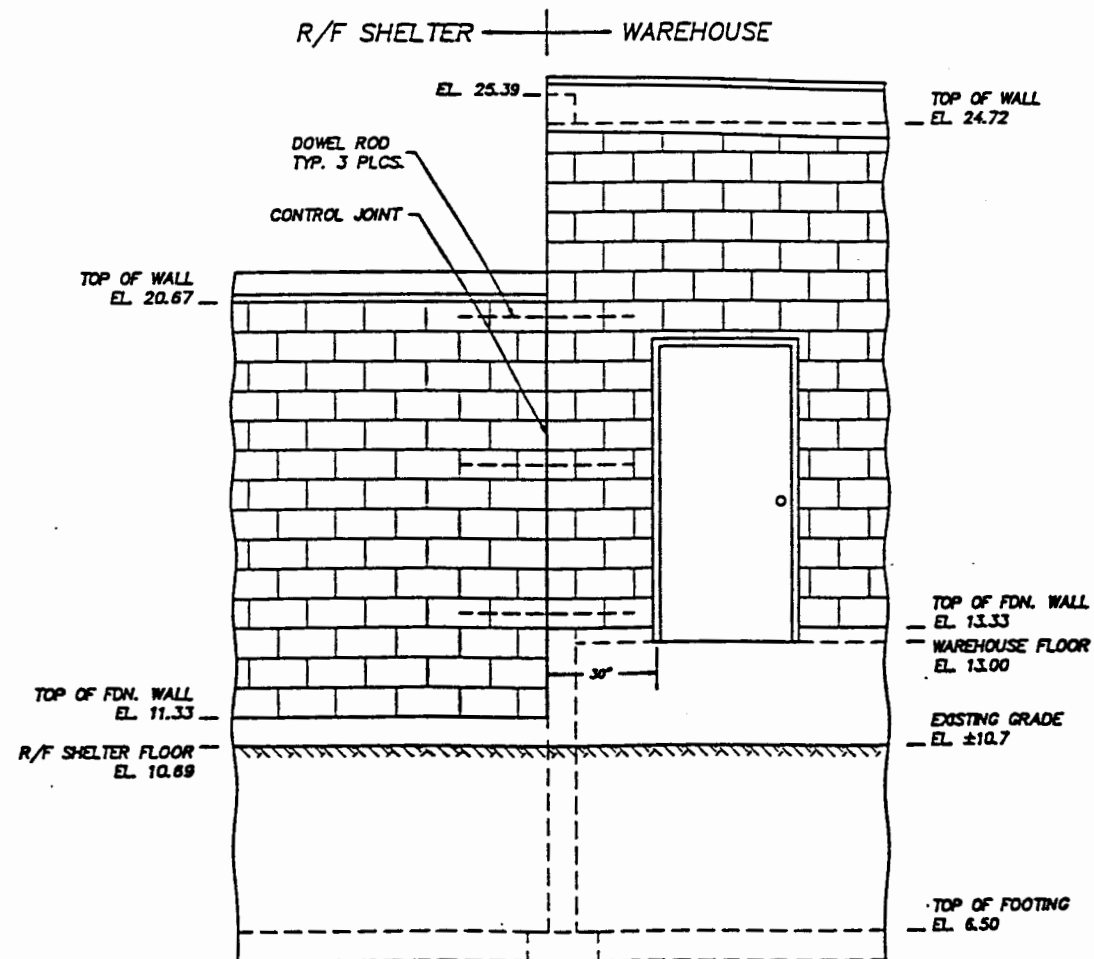 R/F SHELTER
WAREHOUSE
EL. 25.39
TOP OF WALL
EL. 24.72
DOWEL ROD
TYP. 3 PLCS.
CONTROL JOINT
TOP OF WALL
EL. 20.67
TOP OF FDN. WALL
EL. 13.33
WAREHOUSE FLOOR
EL. 13.00
30"
TOP OF FDN. WALL
EL. 11.33
EXISTING GRADE
EL. ±10.7
R/F SHELTER FLOOR
EL. 10.69
TOP OF FOOTING
EL. 6.50